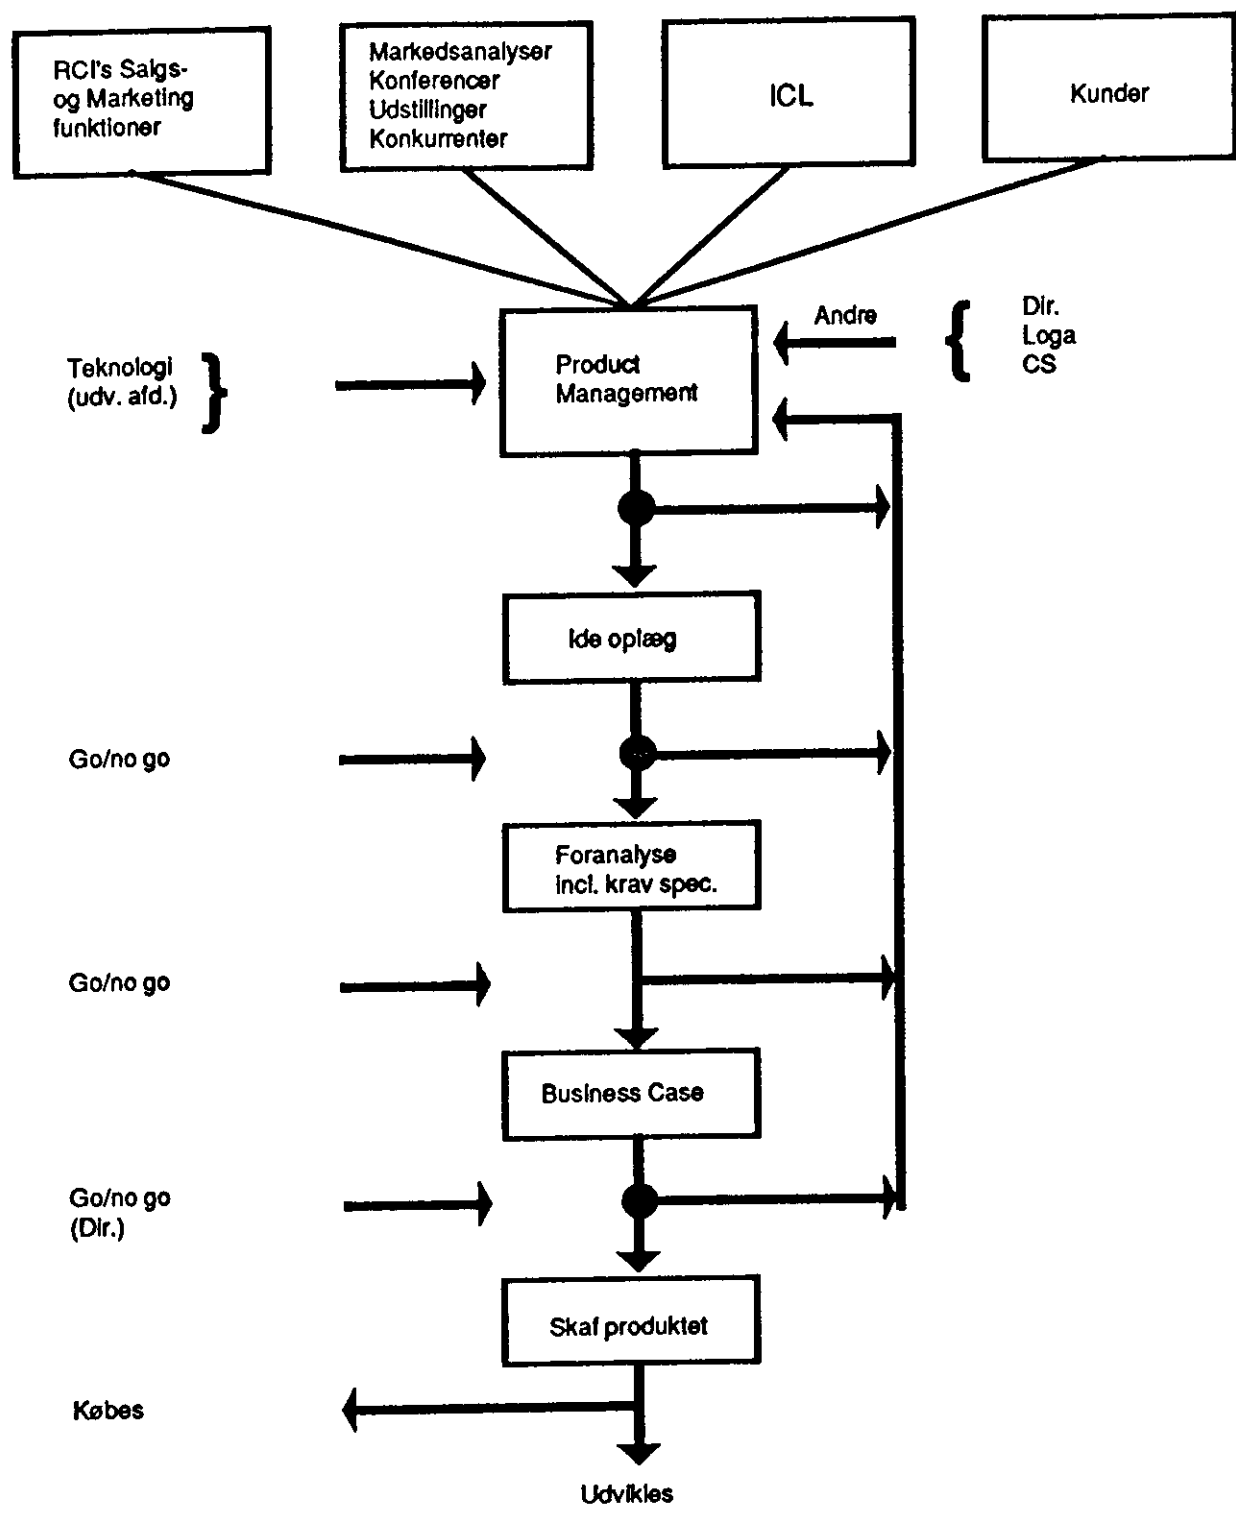 RCI's Salgs-
og Marketing
funktioner
Markedsanalyser
Konferencer
Udstillinger
Konkurrenter
ICL
Kunder
Andre
Dir.
Loga
CS
Teknologi
(udv. afd.)
Product
Management
Ide oplæg
Go/no go
Foranalyse
incl. krav spec.
Go/no go
Business Case
Go/no go
(Dir.)
Skaf produktet
Købes
Udvikles